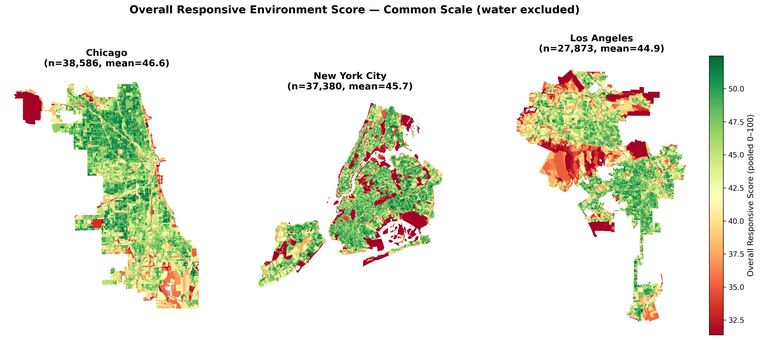 Overall Responsive Environment Score — Common Scale (water excluded)
Chicago
(n=38,586, mean=46.6)
New York City
(n=37,380, mean=45.7)
Los Angeles
(n=27,873, mean=44.9)
50.0
47.5
45.0
42.5
40.0
37.5
35.0
32.5
Overall Responsive Score (pooled 0–100)